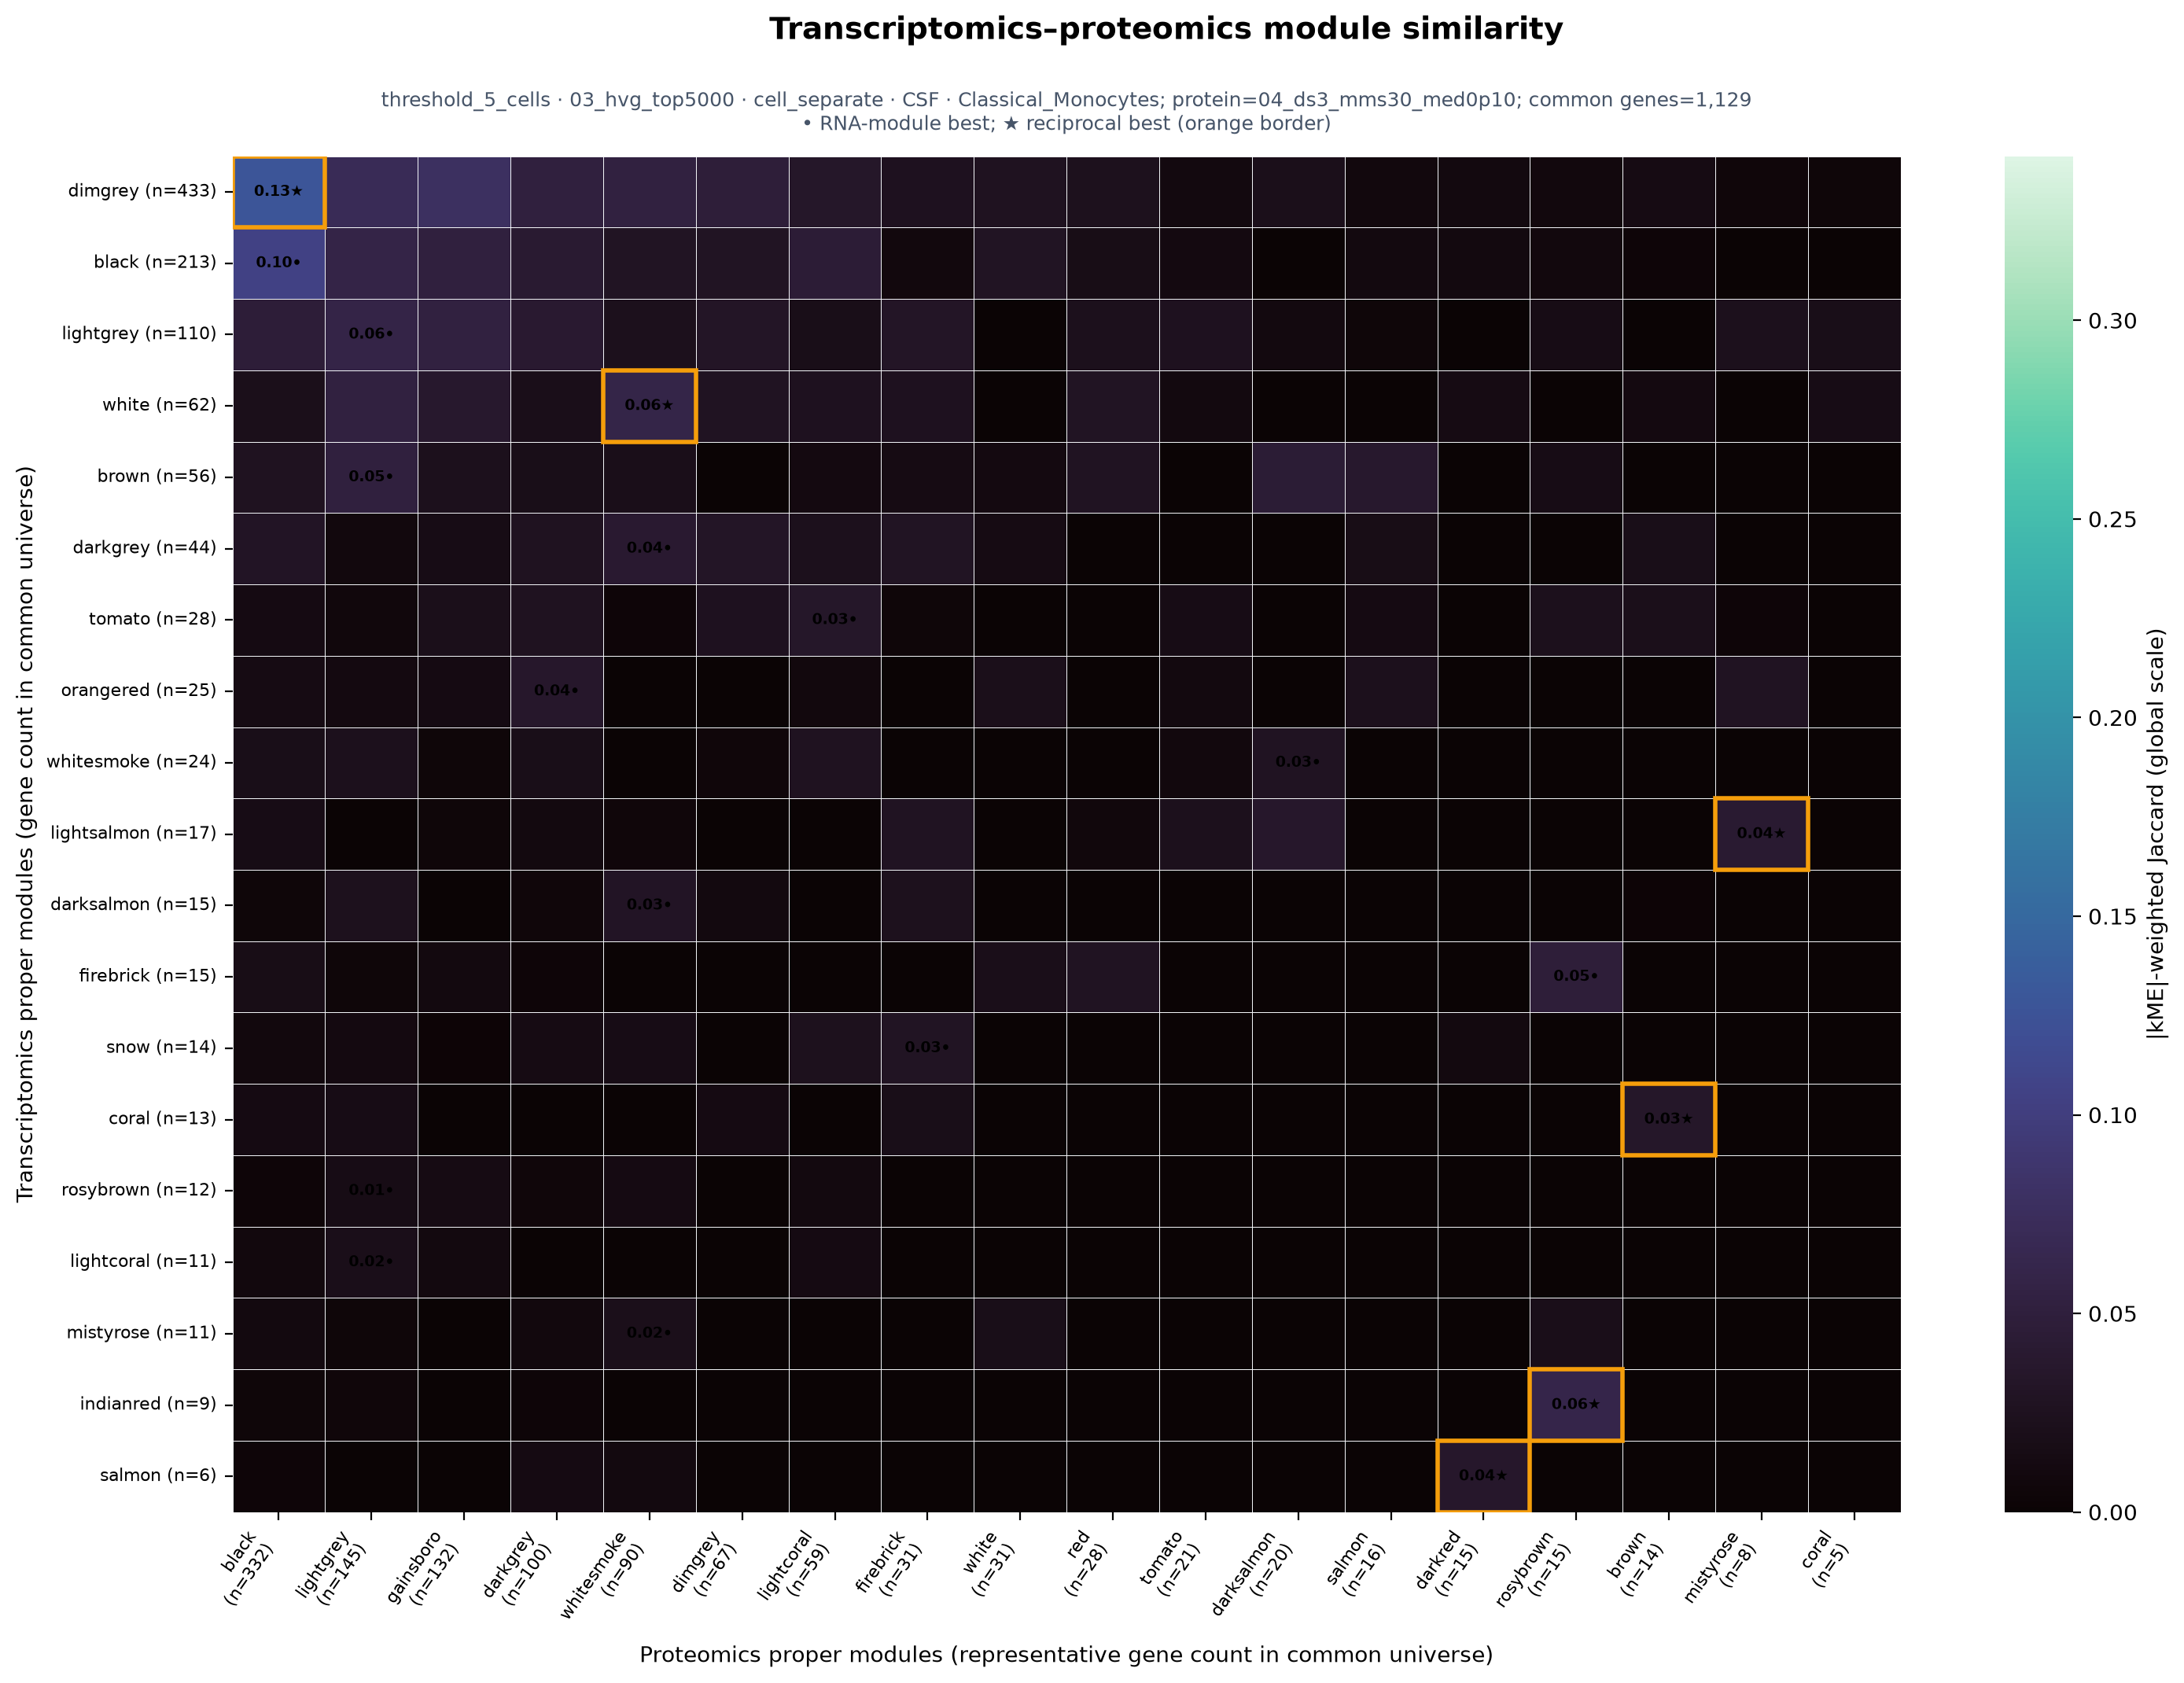 Transcriptomics–proteomics module similarity
threshold_5_cells · 03_hvg_top5000 · cell_separate · CSF · Classical_Monocytes; protein=04_ds3_mms30_med0p10; common genes=1,129
• RNA-module best; ★ reciprocal best (orange border)
Transcriptomics proper modules (gene count in common universe)
dimgrey (n=433)
0.13★
black (n=213)
0.10•
lightgrey (n=110)
0.06•
white (n=62)
0.06★
brown (n=56)
0.05•
darkgrey (n=44)
0.04•
tomato (n=28)
0.03•
orangered (n=25)
0.04•
whitesmoke (n=24)
0.03•
lightsalmon (n=17)
0.04★
darksalmon (n=15)
0.03•
firebrick (n=15)
0.05•
snow (n=14)
0.03•
coral (n=13)
0.03★
rosybrown (n=12)
0.01•
lightcoral (n=11)
0.02•
mistyrose (n=11)
0.02•
indianred (n=9)
0.06★
salmon (n=6)
0.04★
black
(n=332)
lightgrey
(n=145)
gainsboro
(n=132)
darkgrey
(n=100)
whitesmoke
(n=90)
dimgrey
(n=67)
lightcoral
(n=59)
firebrick
(n=31)
white
(n=31)
red
(n=28)
tomato
(n=21)
darksalmon
(n=20)
salmon
(n=16)
darkred
(n=15)
rosybrown
(n=15)
brown
(n=14)
mistyrose
(n=8)
coral
(n=5)
Proteomics proper modules (representative gene count in common universe)
0.30
0.25
0.20
0.15
0.10
0.05
0.00
|kME|-weighted Jaccard (global scale)